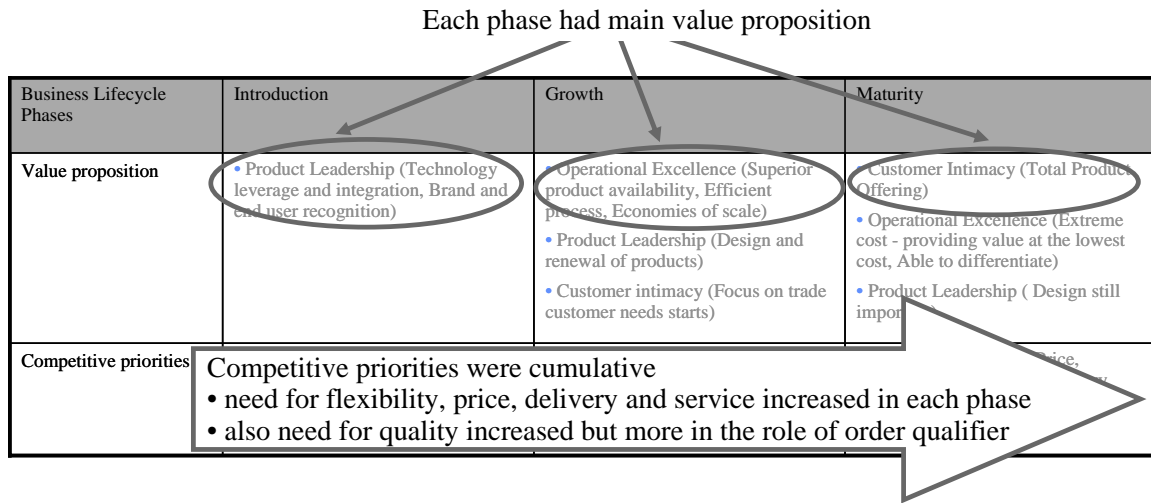 Each phase had main value proposition
Business Lifecycle
Phases
Introduction
Growth
Maturity
Value proposition
• Product Leadership (Technology
leverage and integration, Brand and
end user recognition)
• Operational Excellence (Superior
product availability, Efficient
process, Economies of scale)
• Product Leadership (Design and
renewal of products)
• Customer intimacy (Focus on trade
customer needs starts)
• Customer Intimacy (Total Product
Offering)
• Operational Excellence (Extreme
cost - providing value at the lowest
cost, Able to differentiate)
• Product Leadership ( Design still
Competitive priorities
Price,
Competitive priorities were cumulative
• need for flexibility, price, delivery and service increased in each phase
• also need for quality increased but more in the role of order qualifier